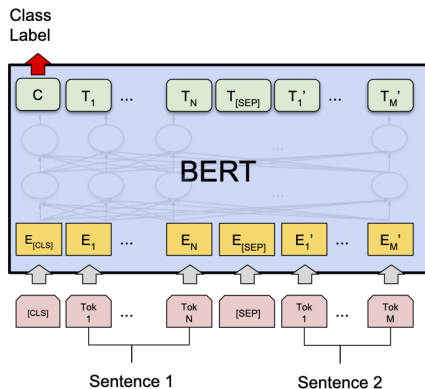 Class
Label
C T1 ... TN T[SEP] T1' ... TM'
...
BERT
...
E[CLS] E1 ... EN E[SEP] E1' ... EM'
[CLS] Tok 1 ... Tok N [SEP] Tok 1 ... Tok M
Sentence 1 Sentence 2